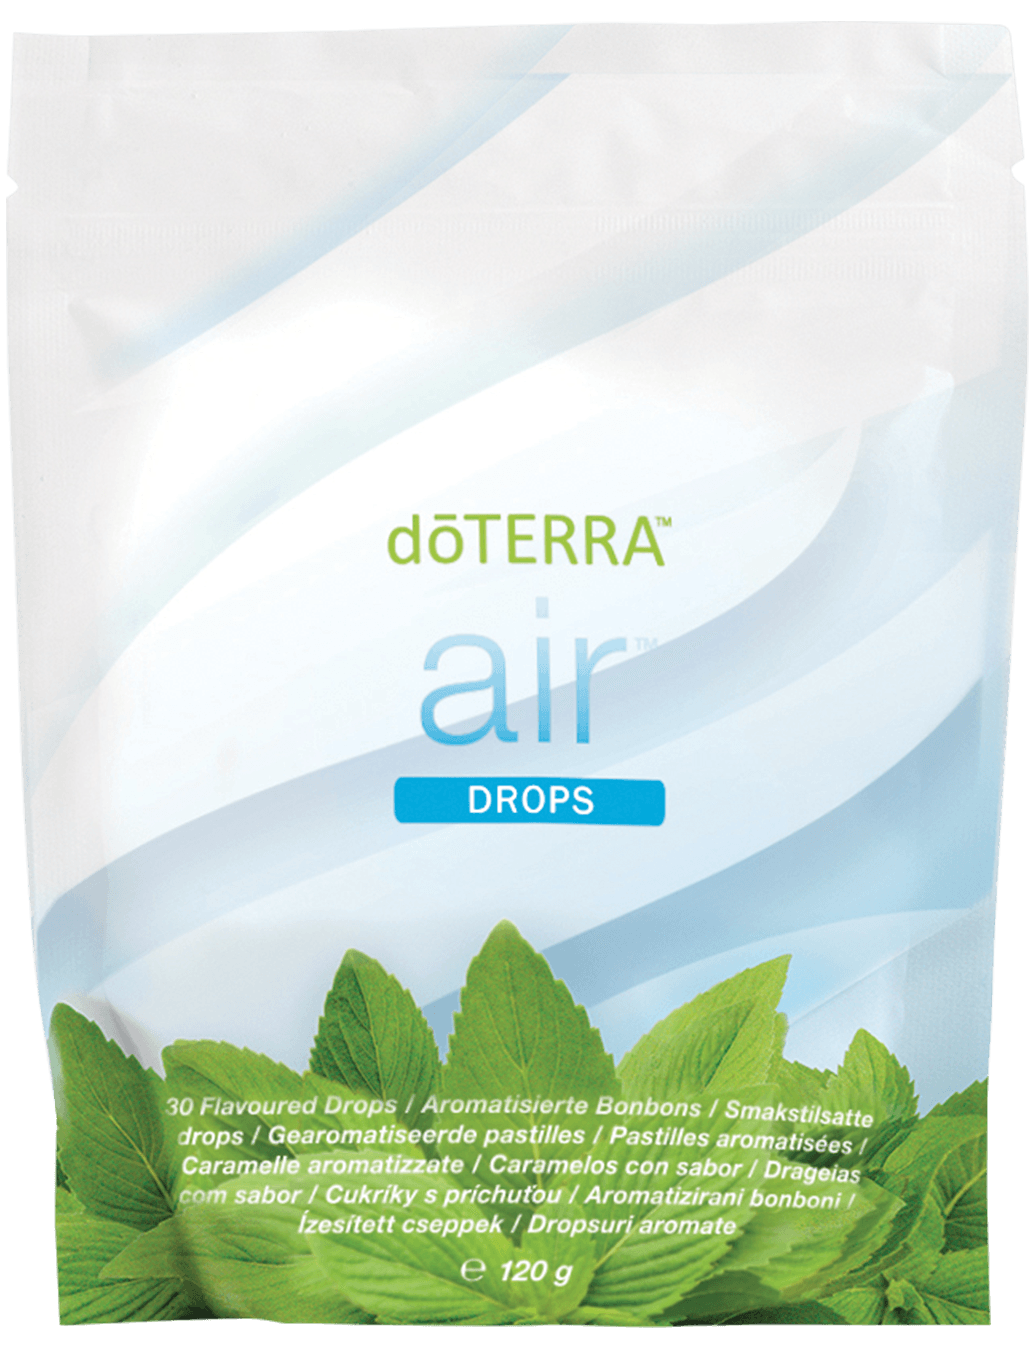 dōTERRA™
air™
DROPS
30 Flavoured Drops / Aromatisierte Bonbons / Smakstilsatte
drops / Gearomatiseerde pastilles / Pastilles aromatisées /
Caramelle aromatizzate / Caramelos con sabor / Drageias
com sabor / Cukríky s príchuťou / Aromatizirani bonboni /
Ízesített cseppek / Dropsuri aromate
℮ 120 g